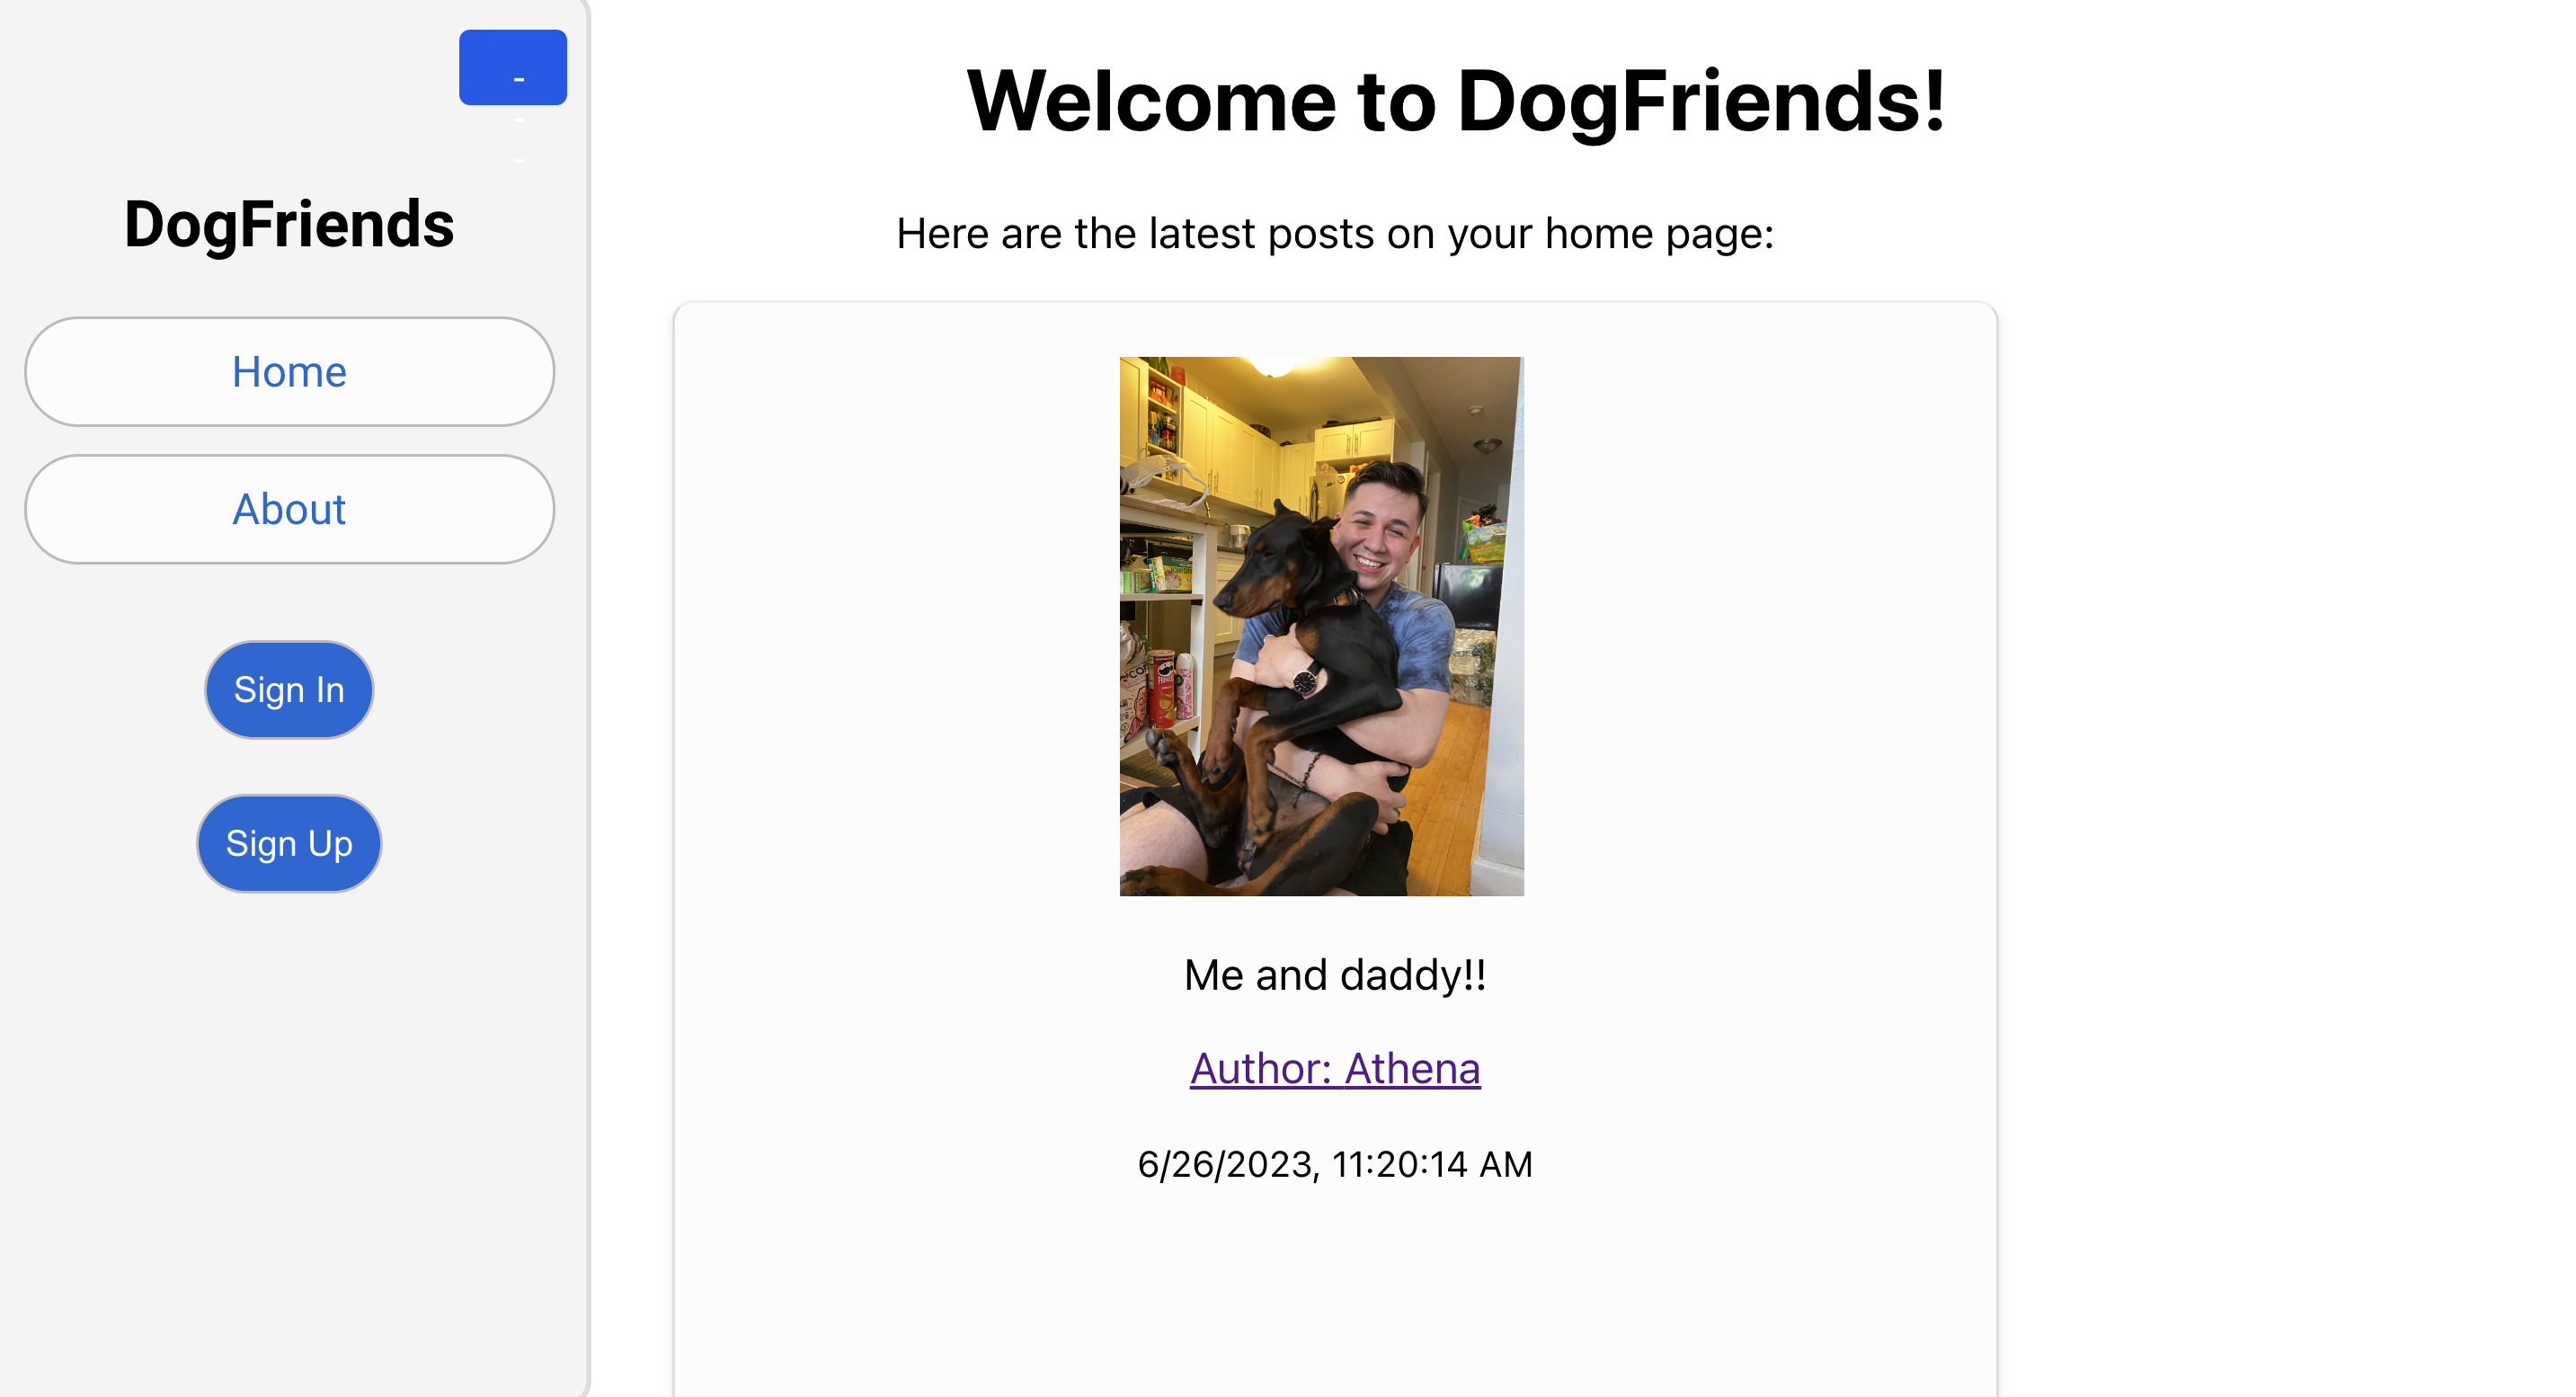 -
-
-
DogFriends
Home
About
Sign In
Sign Up
Welcome to DogFriends!
Here are the latest posts on your home page:
Me and daddy!!
Author: Athena
6/26/2023, 11:20:14 AM